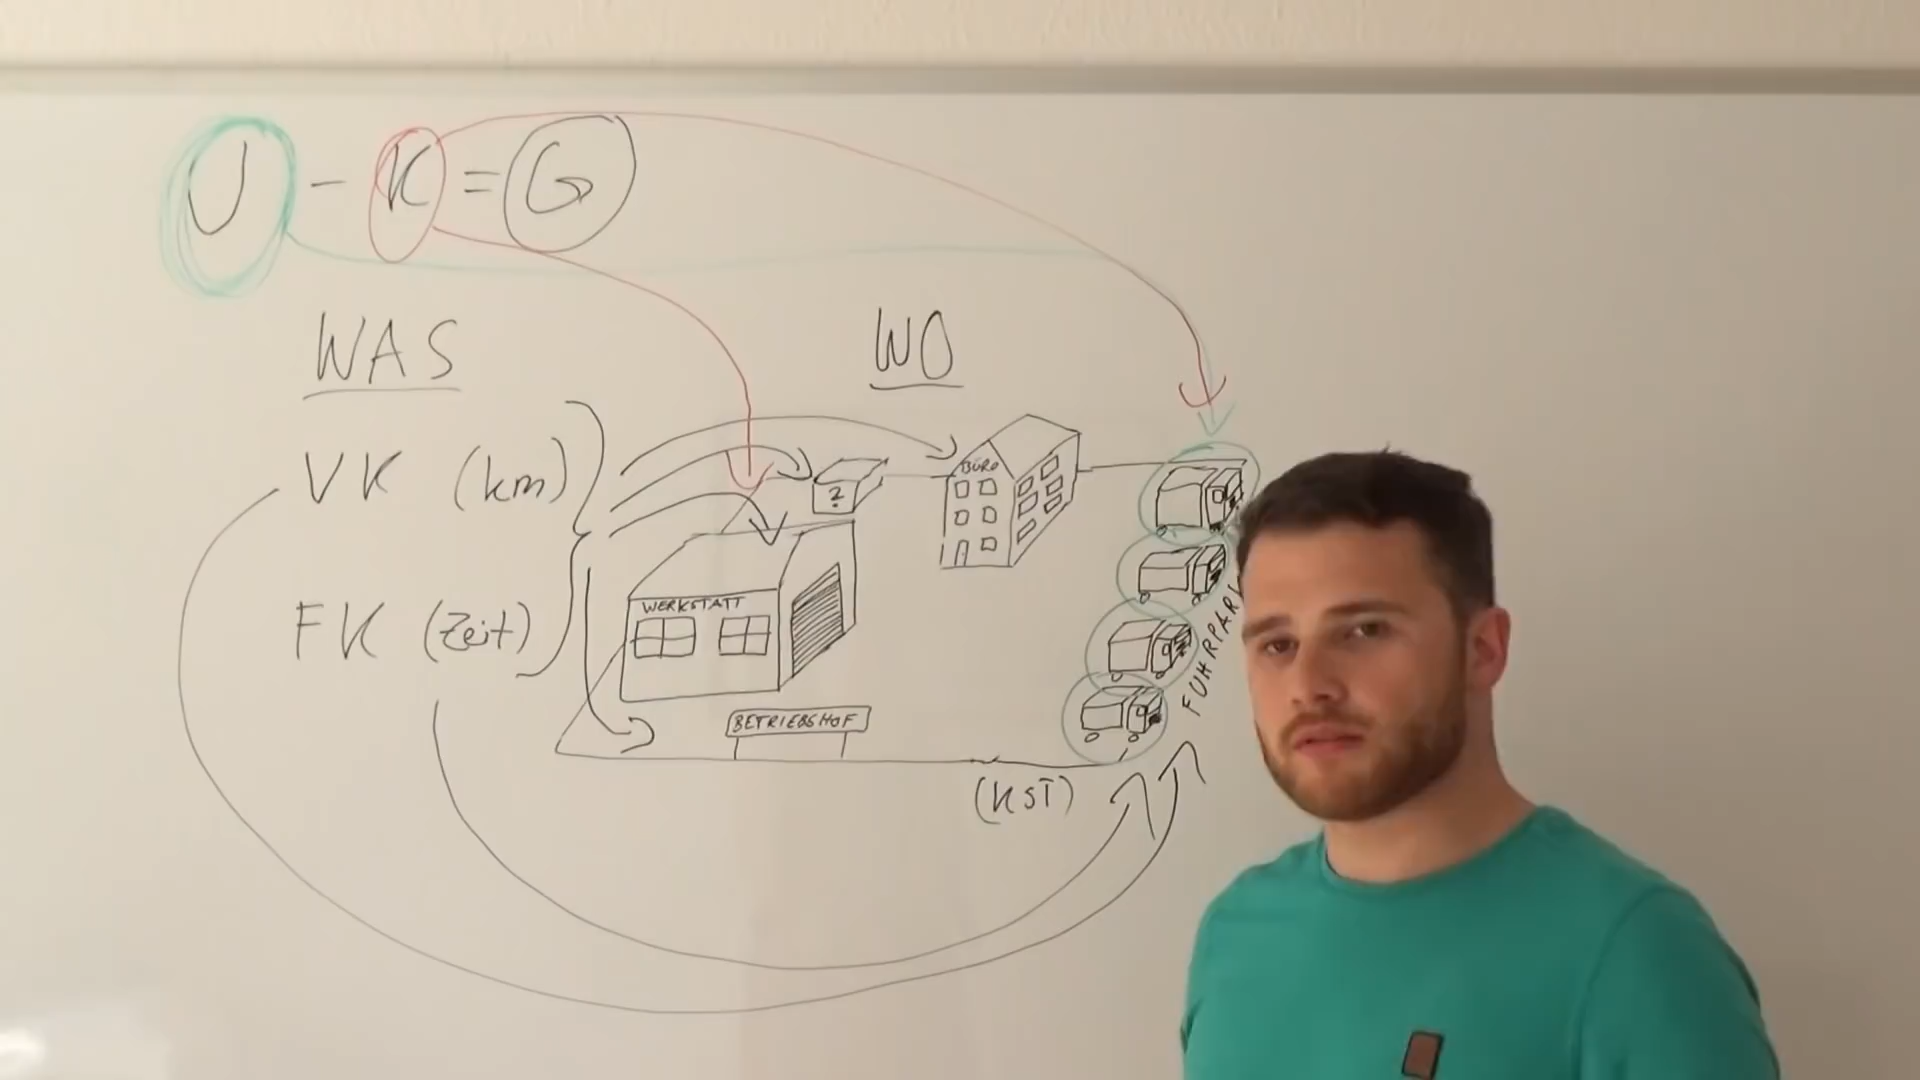 U - K = G
WAS
WO
VK (km)
FK (Zeit)
?
BÜRO
WERKSTATT
BETRIEBSHOF
FUHRPARK
(KST)